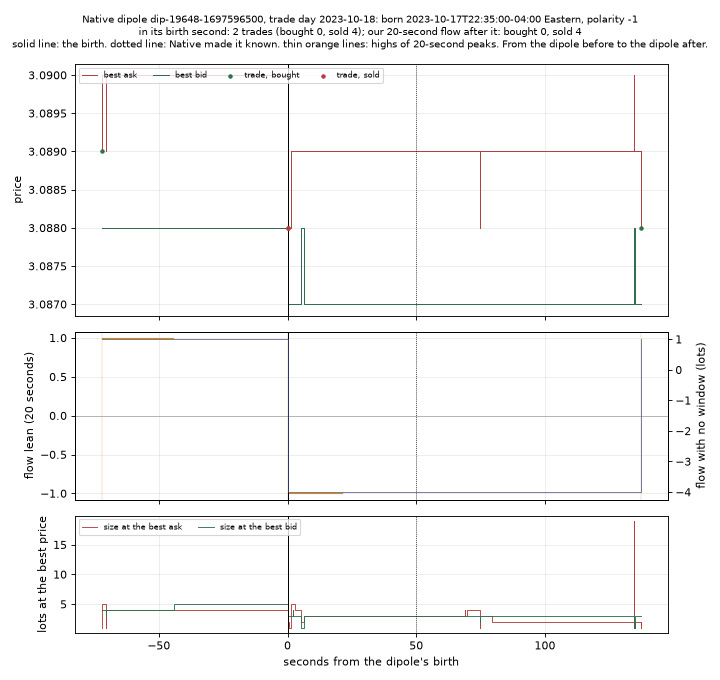 Native dipole dip-19648-1697596500, trade day 2023-10-18: born 2023-10-17T22:35:00-04:00 Eastern, polarity -1
in its birth second: 2 trades (bought 0, sold 4); our 20-second flow after it: bought 0, sold 4
solid line: the birth. dotted line: Native made it known. thin orange lines: highs of 20-second peaks. From the dipole before to the dipole after.
best ask
best bid
trade, bought
trade, sold
3.0900
3.0895
3.0890
3.0885
3.0880
3.0875
3.0870
price
1.0
0.5
0.0
−0.5
−1.0
flow lean (20 seconds)
1
0
−1
−2
−3
−4
flow with no window (lots)
size at the best ask
size at the best bid
15
10
5
lots at the best price
−50
0
50
100
seconds from the dipole's birth